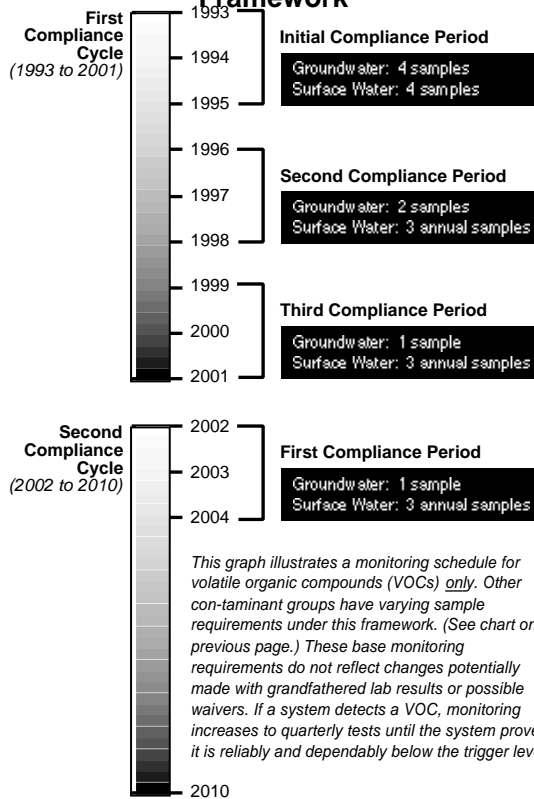 Framework
First
Compliance
Cycle
(1993 to 2001)
1993
1994
1995
1996
1997
1998
1999
2000
2001
Initial Compliance Period
Groundwater: 4 samples
Surface Water: 4 samples
Second Compliance Period
Groundwater: 2 samples
Surface Water: 3 annual samples
Third Compliance Period
Groundwater: 1 sample
Surface Water: 3 annual samples
Second
Compliance
Cycle
(2002 to 2010)
2002
2003
2004
First Compliance Period
Groundwater: 1 sample
Surface Water: 3 annual samples
This graph illustrates a monitoring schedule for
volatile organic compounds (VOCs) only. Other
con-taminant groups have varying sample
requirements under this framework. (See chart on
previous page.) These base monitoring
requirements do not reflect changes potentially
made with grandfathered lab results or possible
waivers. If a system detects a VOC, monitoring
increases to quarterly tests until the system prove
it is reliably and dependably below the trigger leve
2010